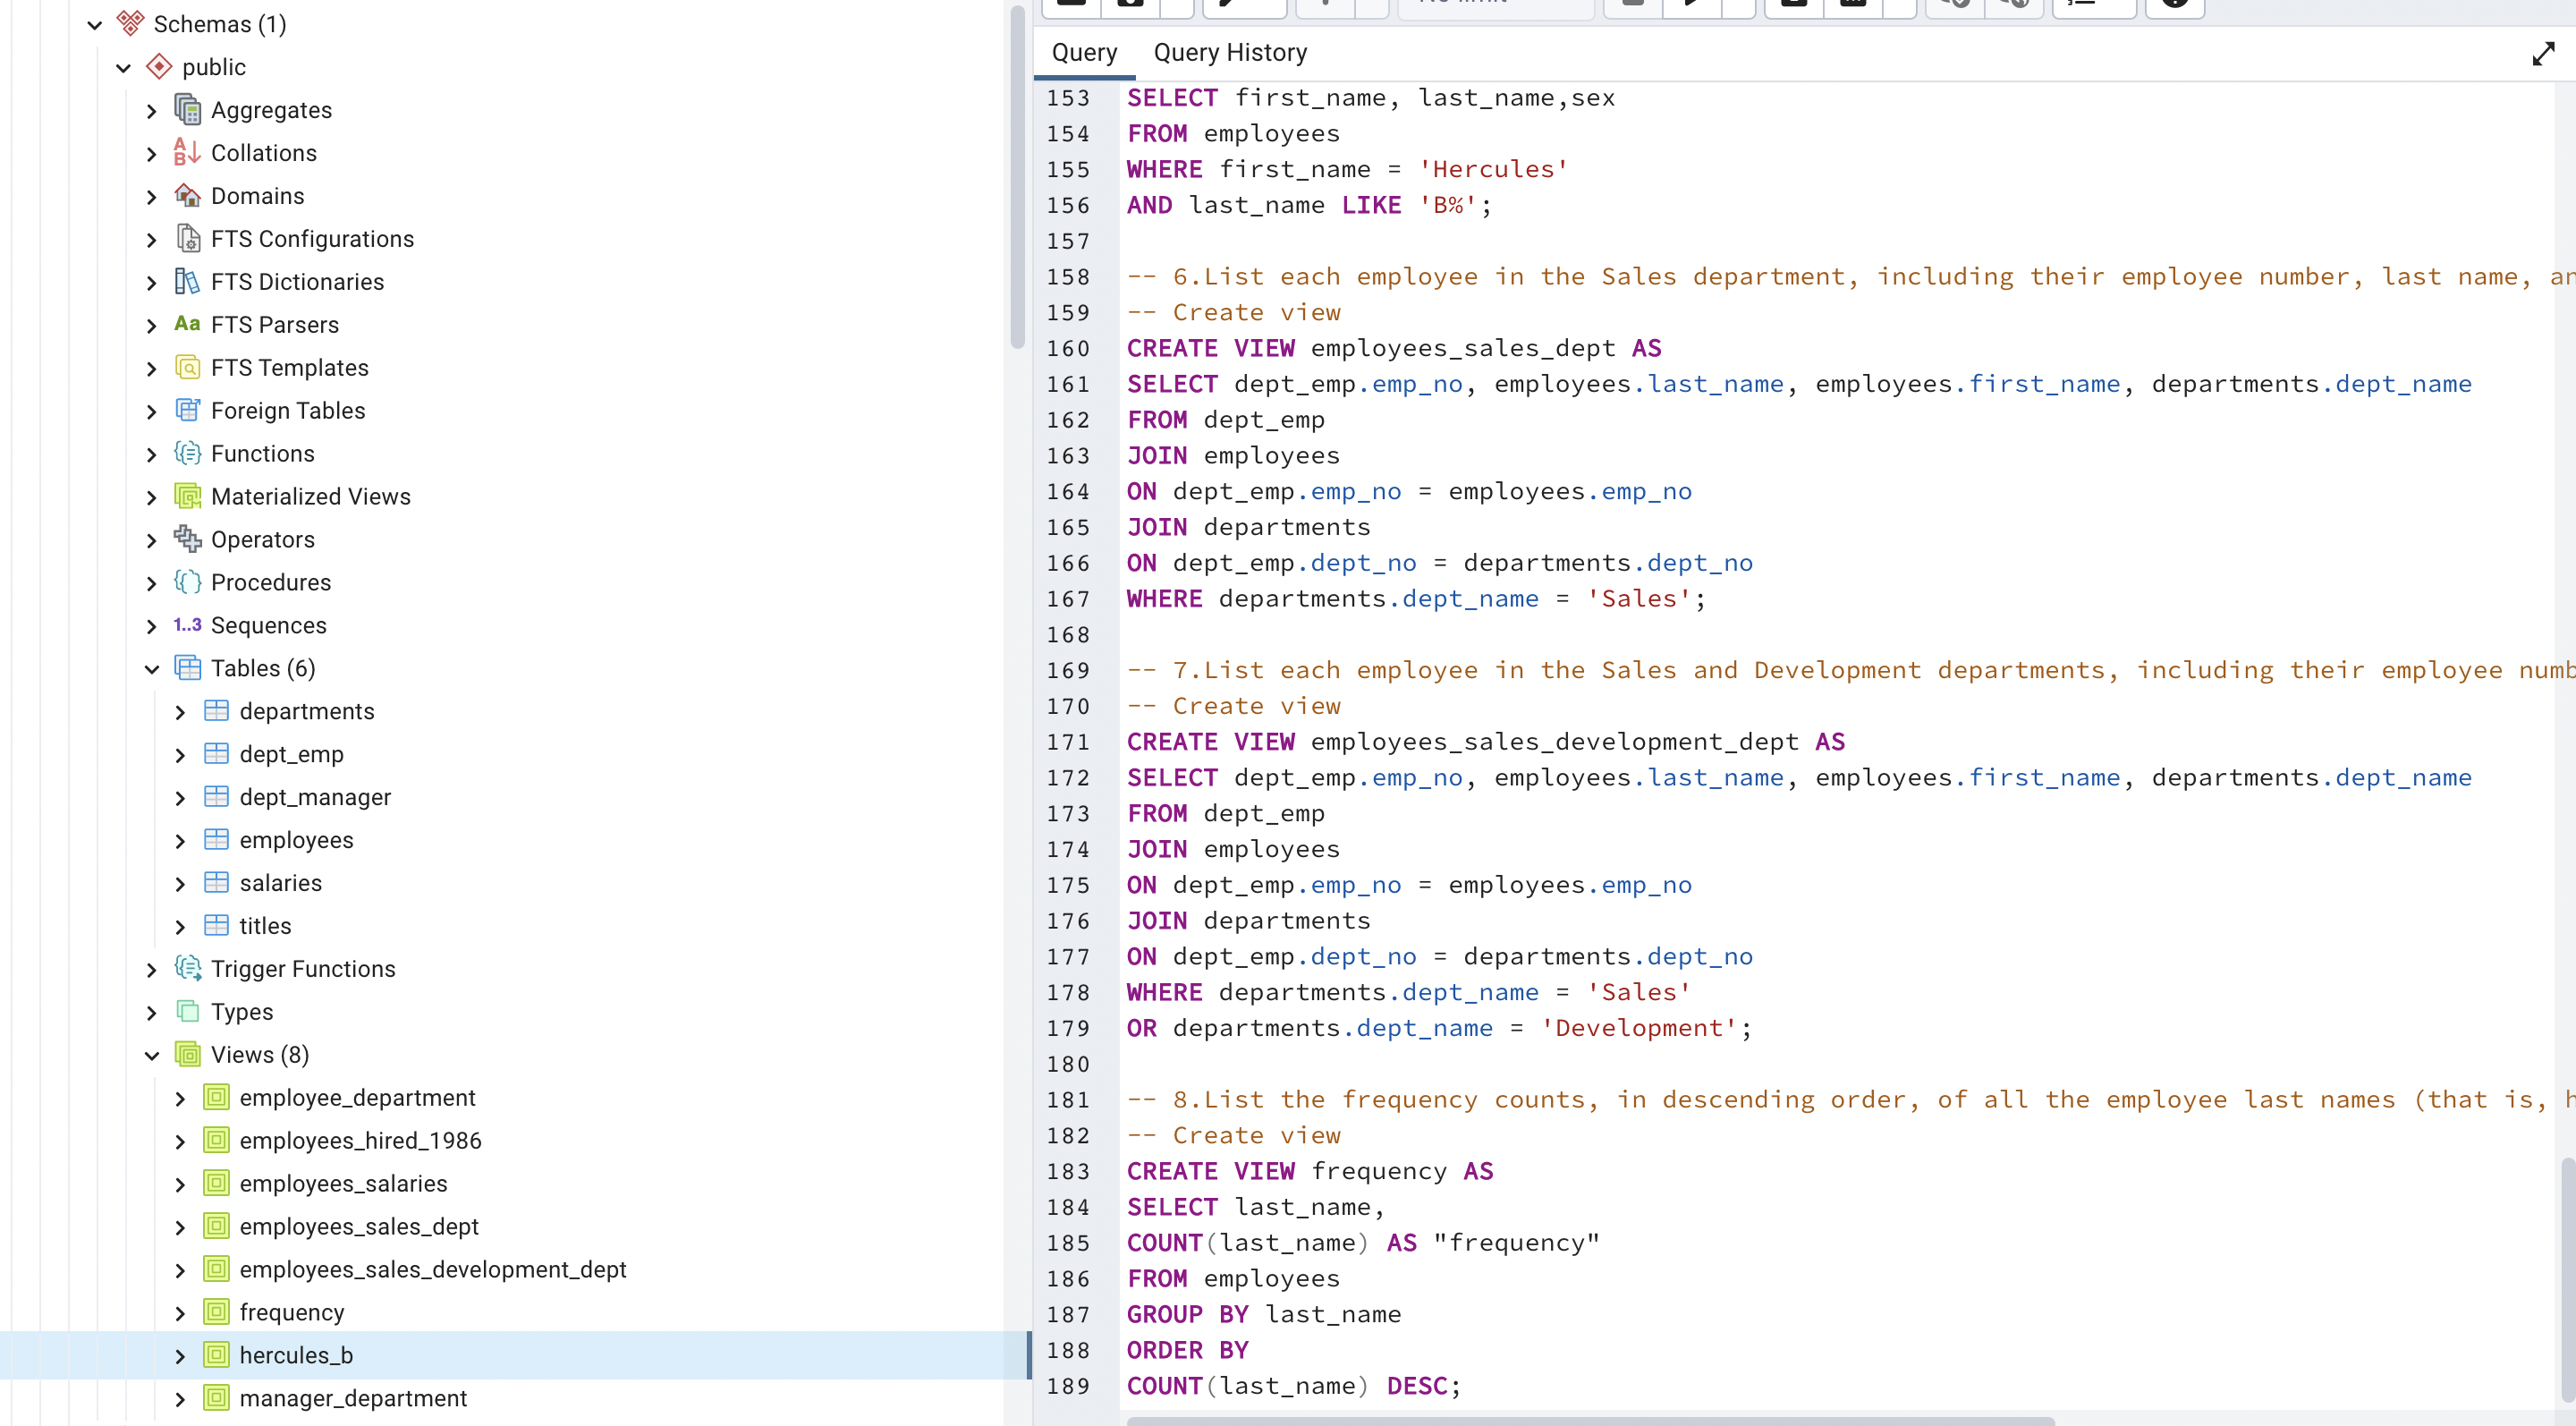 Schemas (1)
public
Aggregates
Collations
Domains
FTS Configurations
FTS Dictionaries
Aa FTS Parsers
FTS Templates
Foreign Tables
Functions
Materialized Views
Operators
Procedures
1..3 Sequences
Tables (6)
departments
dept_emp
dept_manager
employees
salaries
titles
Trigger Functions
Types
Views (8)
employee_department
employees_hired_1986
employees_salaries
employees_sales_dept
employees_sales_development_dept
frequency
hercules_b
manager_department
No limit
Query Query History
153 SELECT first_name, last_name,sex
154 FROM employees
155 WHERE first_name = 'Hercules'
156 AND last_name LIKE 'B%';
157
158 -- 6.List each employee in the Sales department, including their employee number, last name, an
159 -- Create view
160 CREATE VIEW employees_sales_dept AS
161 SELECT dept_emp.emp_no, employees.last_name, employees.first_name, departments.dept_name
162 FROM dept_emp
163 JOIN employees
164 ON dept_emp.emp_no = employees.emp_no
165 JOIN departments
166 ON dept_emp.dept_no = departments.dept_no
167 WHERE departments.dept_name = 'Sales';
168
169 -- 7.List each employee in the Sales and Development departments, including their employee numb
170 -- Create view
171 CREATE VIEW employees_sales_development_dept AS
172 SELECT dept_emp.emp_no, employees.last_name, employees.first_name, departments.dept_name
173 FROM dept_emp
174 JOIN employees
175 ON dept_emp.emp_no = employees.emp_no
176 JOIN departments
177 ON dept_emp.dept_no = departments.dept_no
178 WHERE departments.dept_name = 'Sales'
179 OR departments.dept_name = 'Development';
180
181 -- 8.List the frequency counts, in descending order, of all the employee last names (that is, h
182 -- Create view
183 CREATE VIEW frequency AS
184 SELECT last_name,
185 COUNT(last_name) AS "frequency"
186 FROM employees
187 GROUP BY last_name
188 ORDER BY
189 COUNT(last_name) DESC;